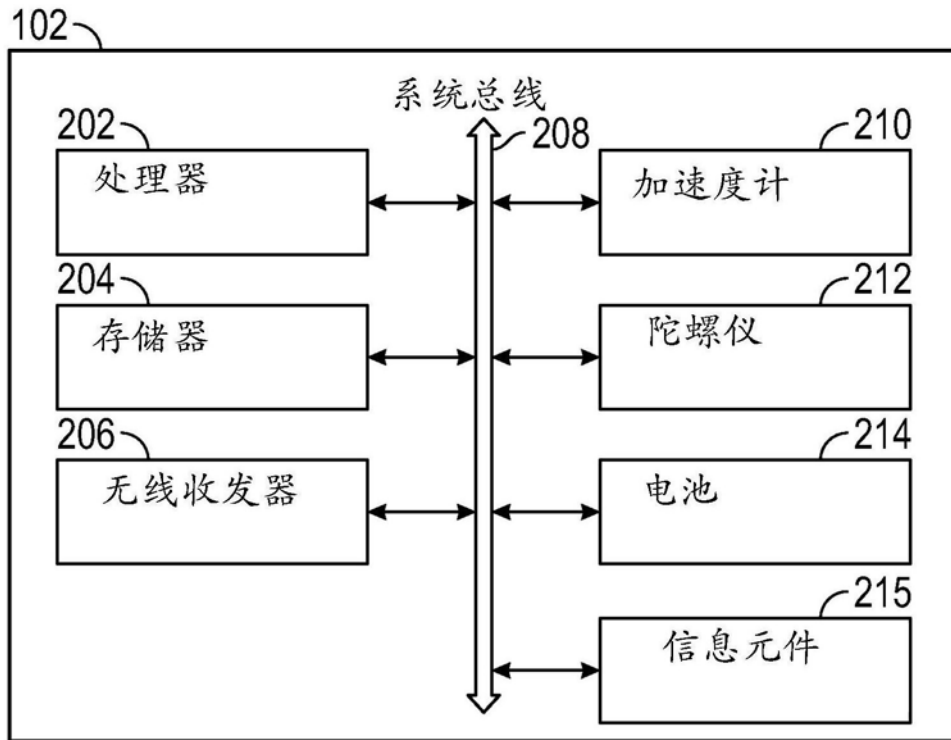 102
系统总线
208
202
处理器
204
存储器
206
无线收发器
210
加速度计
212
陀螺仪
214
电池
215
信息元件